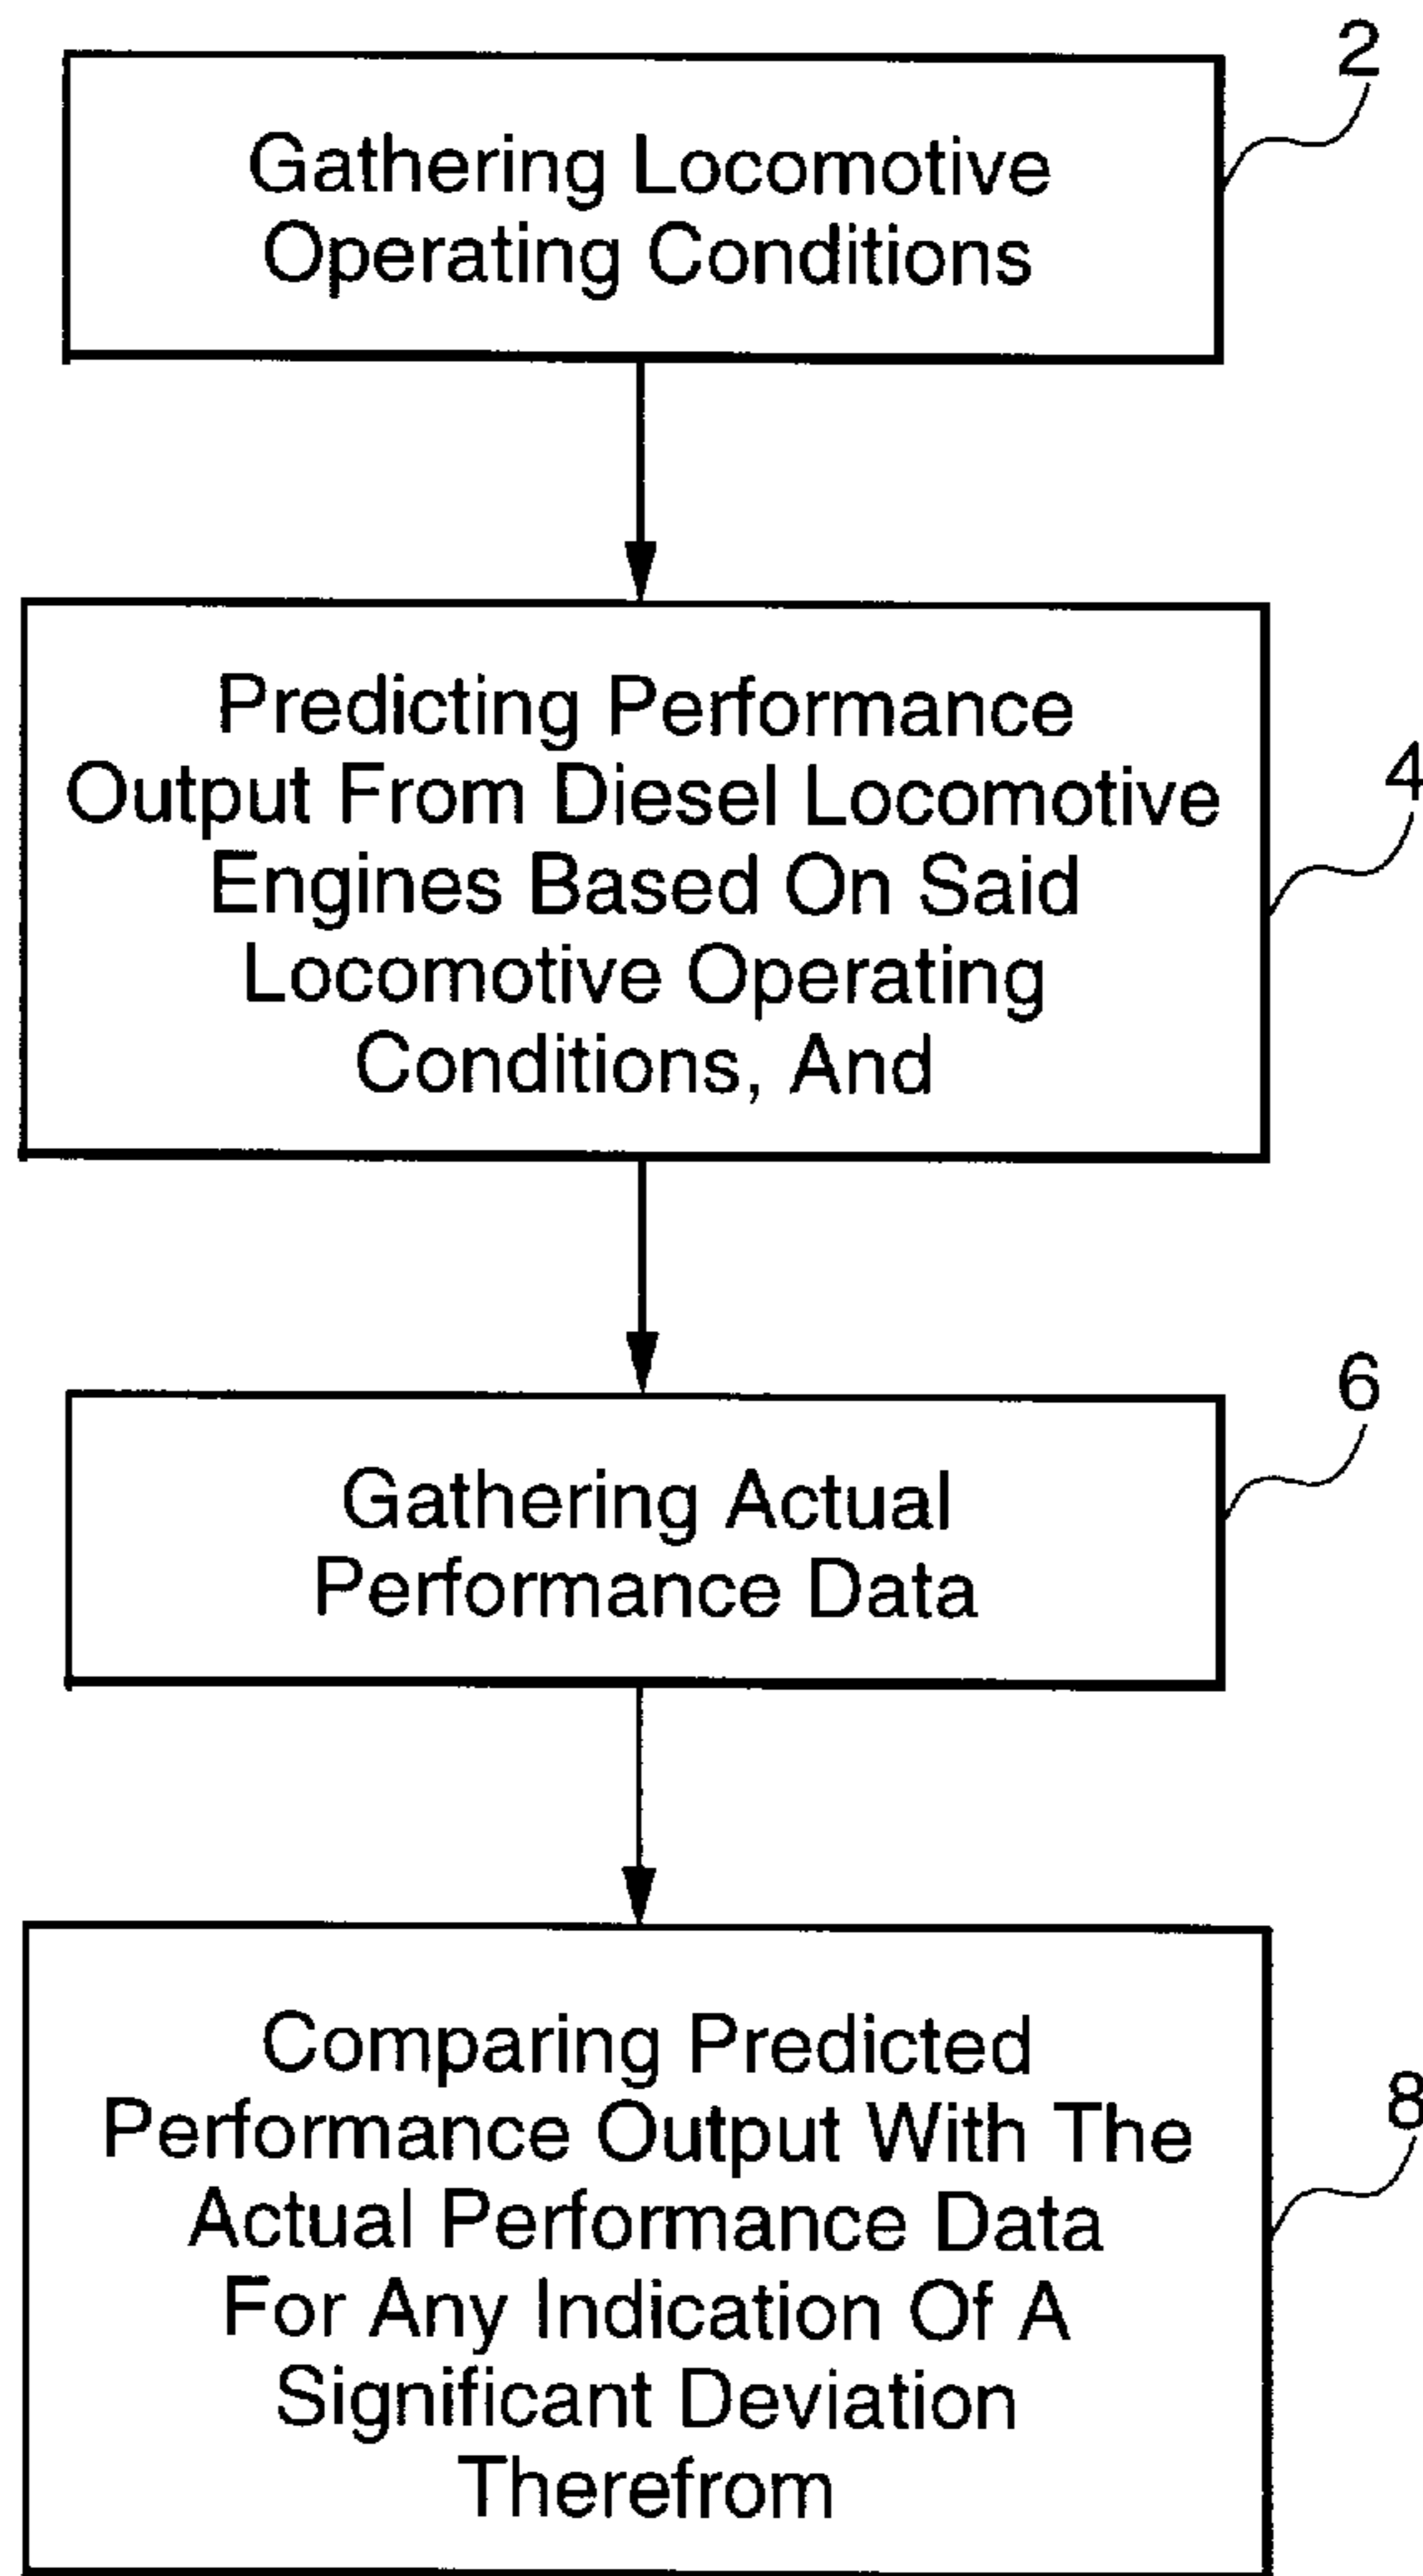 2
Gathering Locomotive
Operating Conditions
Predicting Performance
Output From Diesel Locomotive
Engines Based On Said
Locomotive Operating
Conditions, And
4
6
Gathering Actual
Performance Data
Comparing Predicted
Performance Output With The
Actual Performance Data
For Any Indication Of A
Significant Deviation
Therefrom
8